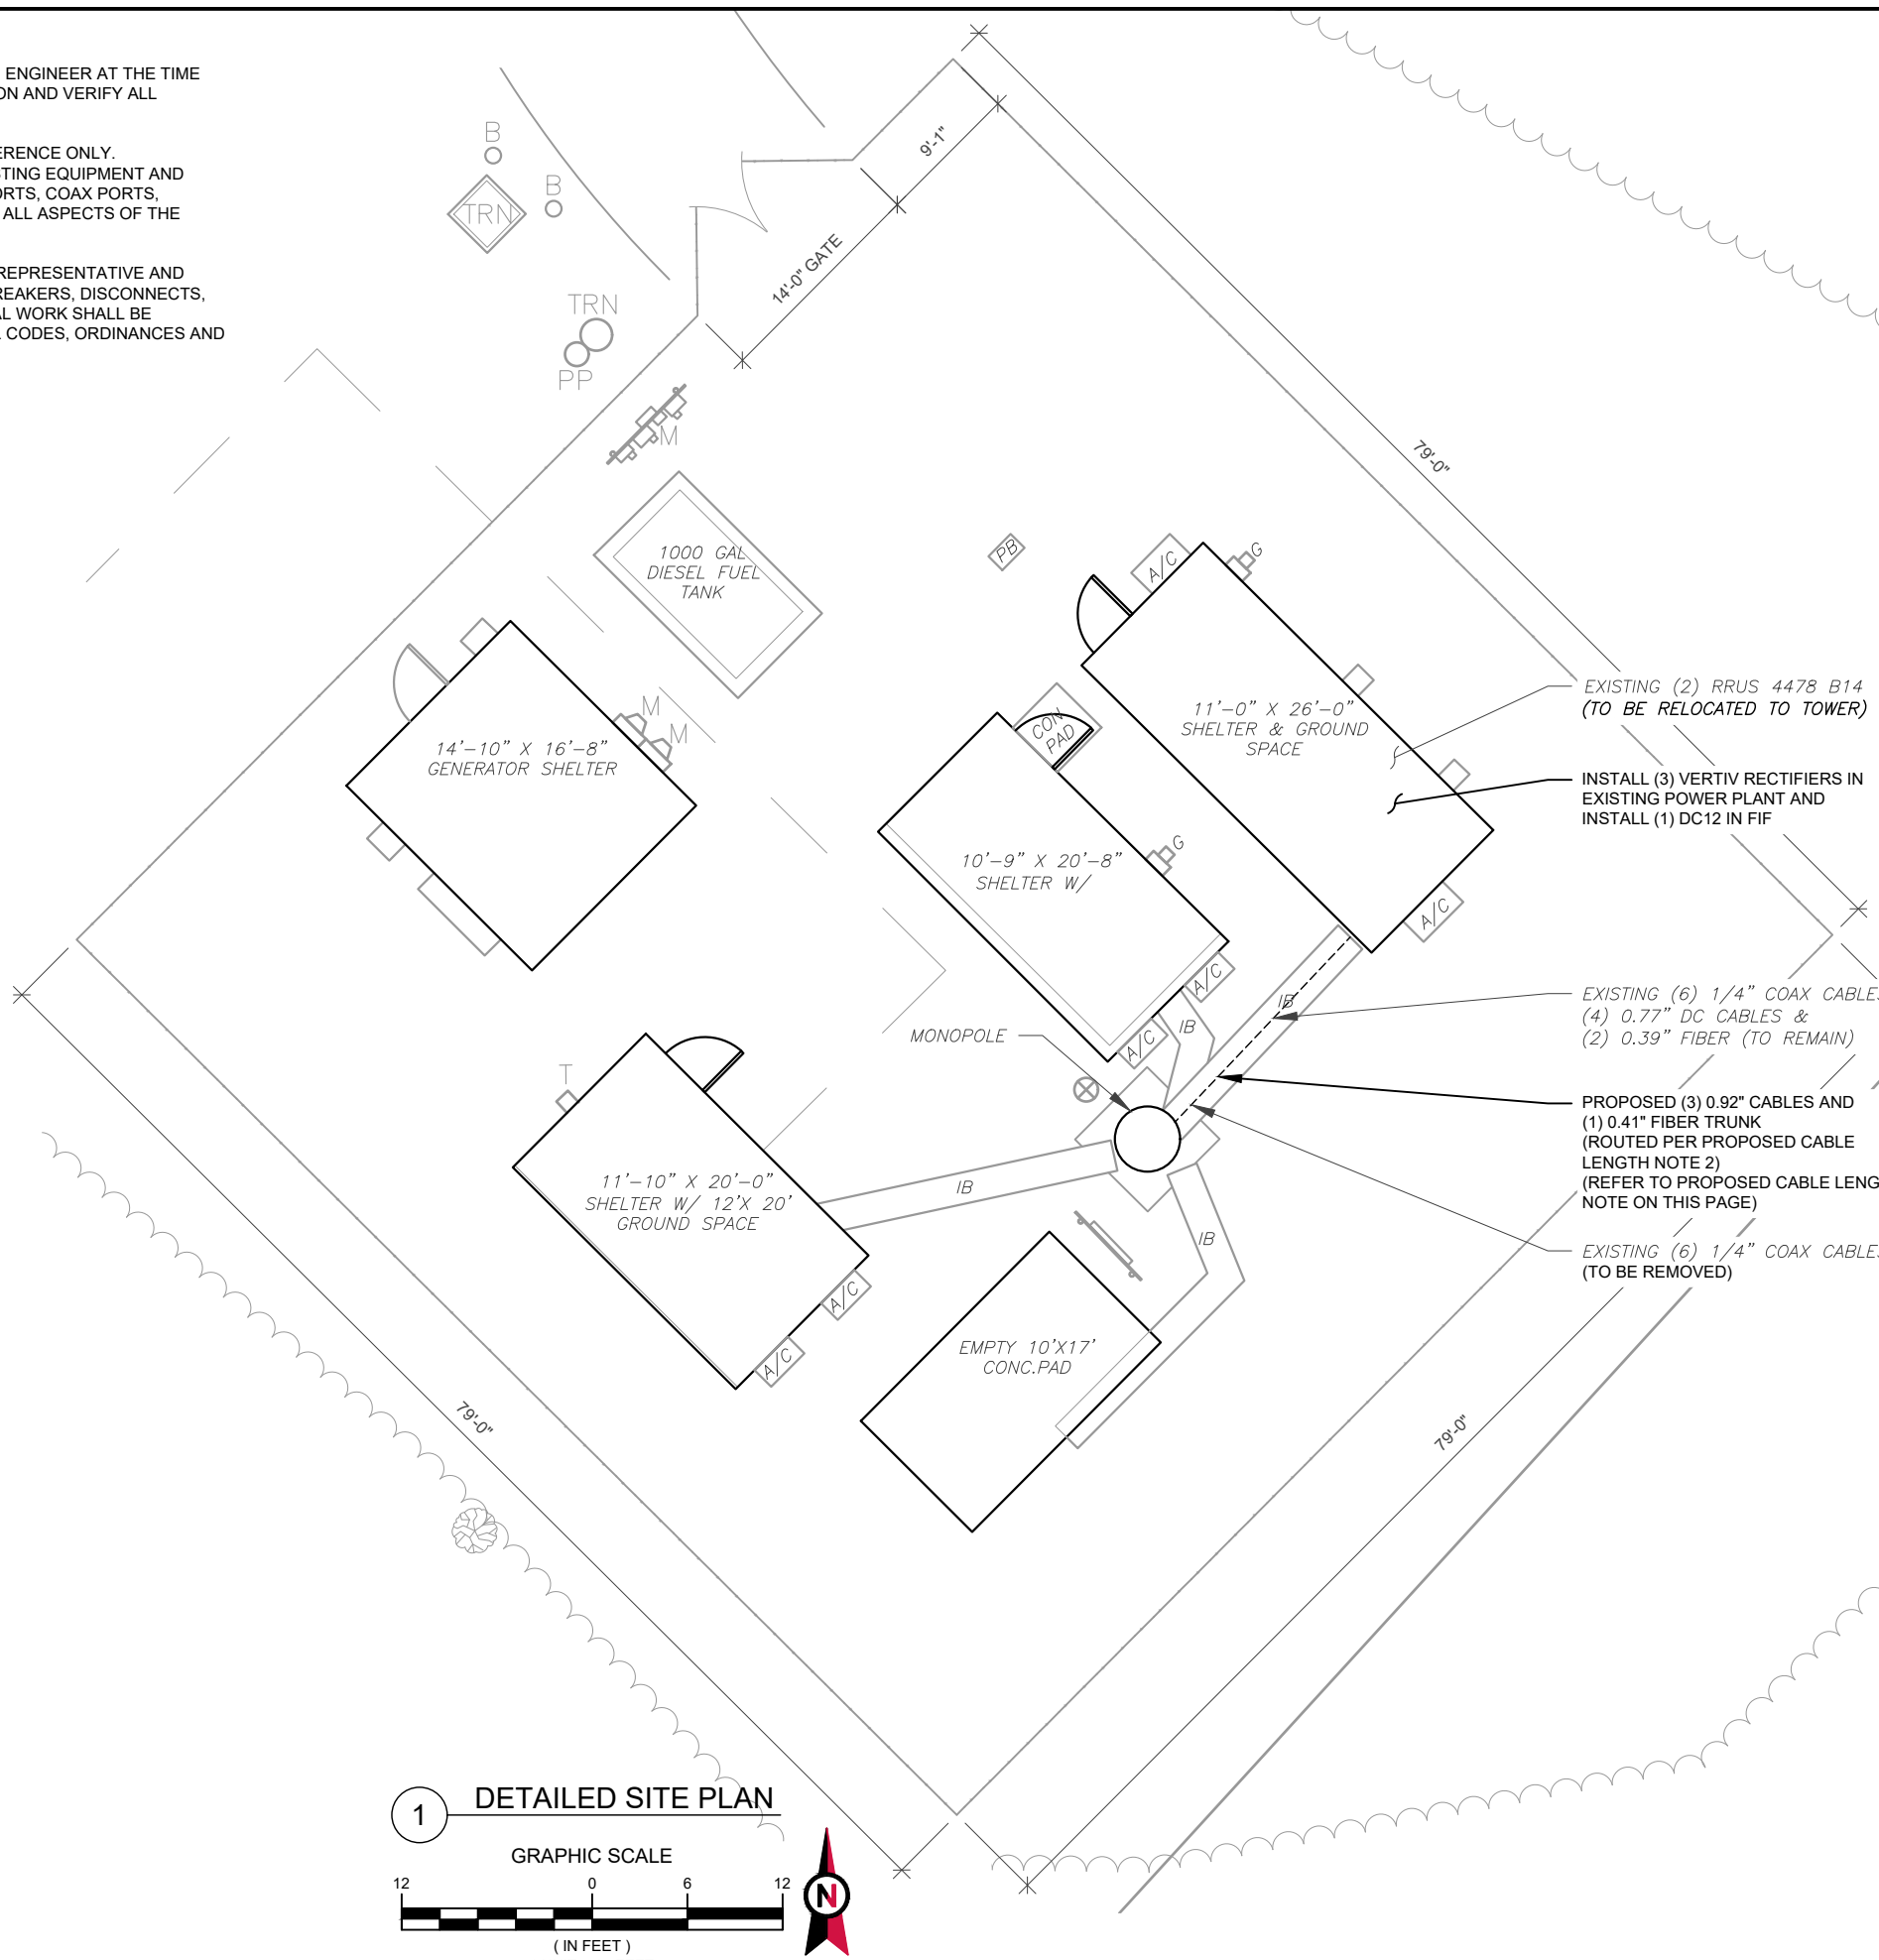 ENGINEER AT THE TIME
ON AND VERIFY ALL
ERENCE ONLY.
STING EQUIPMENT AND
ORTS, COAX PORTS,
ALL ASPECTS OF THE
REPRESENTATIVE AND
REAKERS, DISCONNECTS,
AL WORK SHALL BE
CODES, ORDINANCES AND
B
TRN
B
TRN
PP
M
9'-1"
14'-0" GATE
79'-0"
1000 GAL
DIESEL FUEL
TANK
PB
A/C
G
14'-10" X 16'-8"
GENERATOR SHELTER
M
M
CON
PAD
11'-0" X 26'-0"
SHELTER & GROUND
SPACE
A/C
10'-9" X 20'-8"
SHELTER W/
G
A/C
A/C
IB
IB
EXISTING (2) RRUS 4478 B14
(TO BE RELOCATED TO TOWER)
INSTALL (3) VERTIV RECTIFIERS IN
EXISTING POWER PLANT AND
INSTALL (1) DC12 IN FIF
EXISTING (6) 1/4" COAX CABLES
(4) 0.77" DC CABLES &
(2) 0.39" FIBER (TO REMAIN)
PROPOSED (3) 0.92" CABLES AND
(1) 0.41" FIBER TRUNK
(ROUTED PER PROPOSED CABLE
LENGTH NOTE 2)
(REFER TO PROPOSED CABLE LENG
NOTE ON THIS PAGE)
EXISTING (6) 1/4" COAX CABLES
(TO BE REMOVED)
MONOPOLE
T
11'-10" X 20'-0"
SHELTER W/ 12'X 20'
GROUND SPACE
IB
A/C
A/C
IB
EMPTY 10'X17'
CONC.PAD
79'-0"
79'-0"
1
DETAILED SITE PLAN
GRAPHIC SCALE
12 0 6 12
( IN FEET )
N